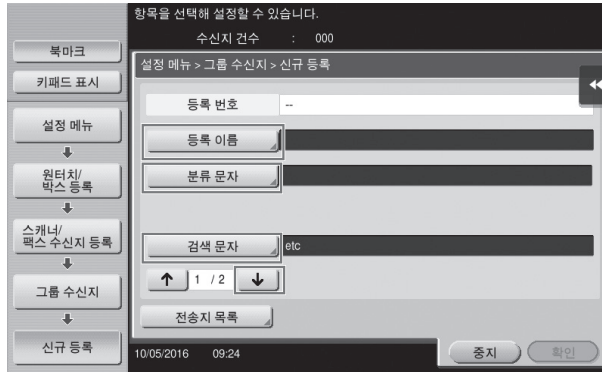 항목을 선택해 설정할 수 있습니다.
수신지 건수 : 000
북마크
키패드 표시
설정 메뉴
원터치/
박스 등록
스캐너/
팩스 수신지 등록
그룹 수신지
신규 등록
설정 메뉴 > 그룹 수신지 > 신규 등록
등록 번호 --
등록 이름
분류 문자
검색 문자 etc
1 / 2
전송지 목록
10/05/2016 09:24
중지
확인